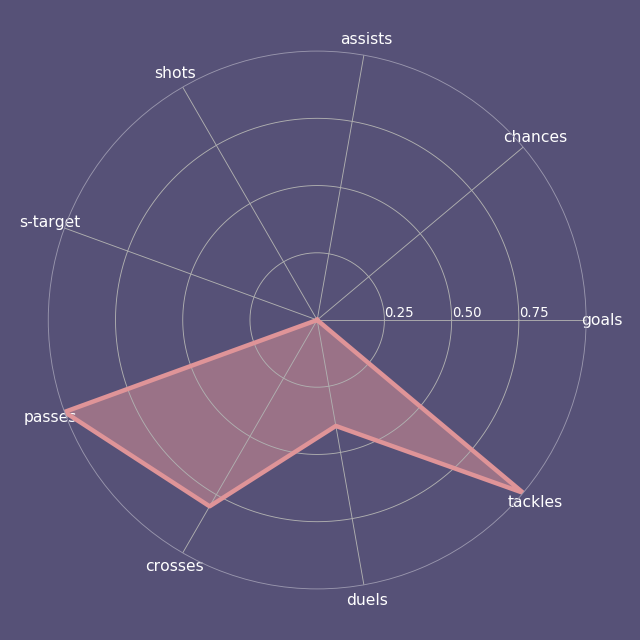 assists
shots
chances
s-target
0.25 0.50 0.75 goals
passes
tackles
crosses
duels